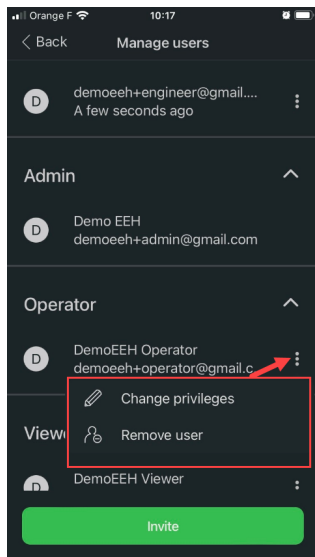 Orange F 10:17
Back Manage users
D demoeeh+engineer@gmail....
A few seconds ago
Admin
D Demo EEH
demoeeh+admin@gmail.com
Operator
D DemoEEH Operator
demoeeh+operator@gmail.c
Change privileges
View
Remove user
D DemoEEH Viewer
Invite